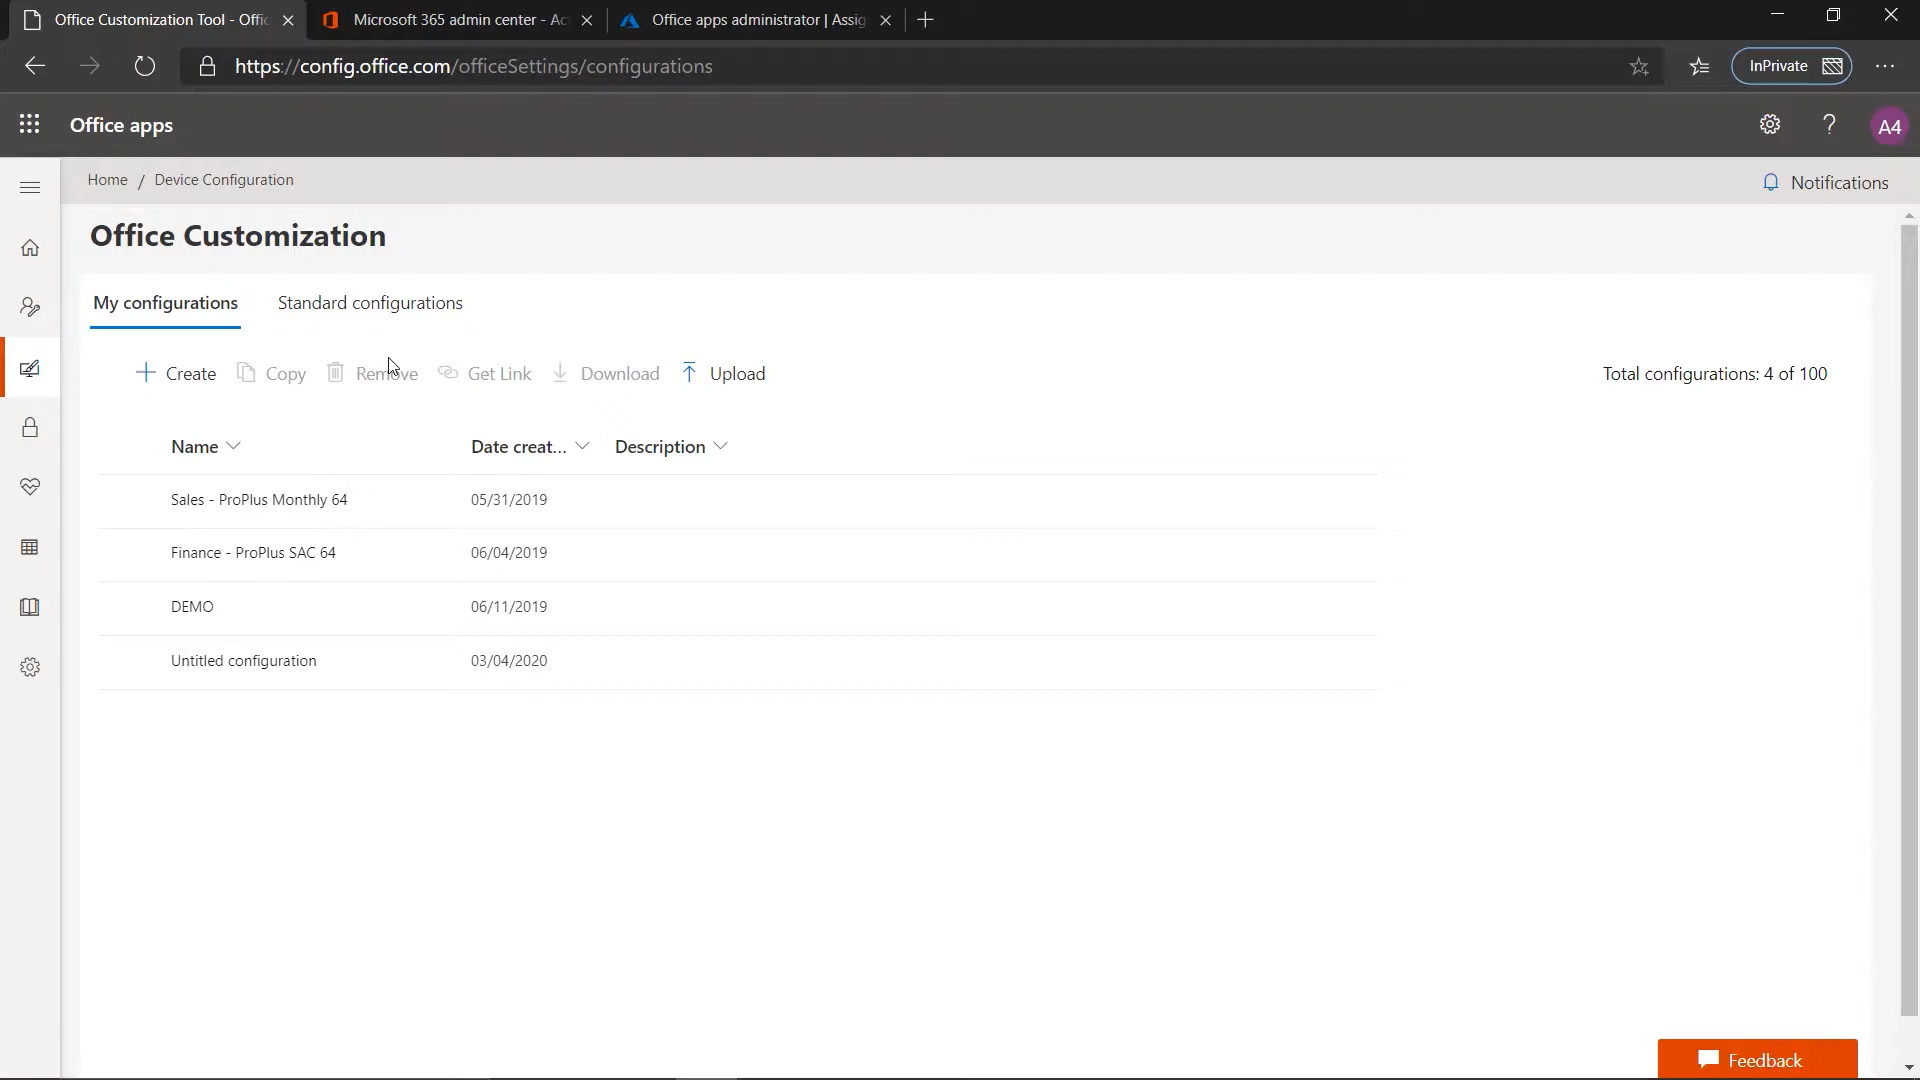 Office Customization Tool - Offic
Microsoft 365 admin center - Ac
Office apps administrator | Assig
https://config.office.com/officeSettings/configurations
InPrivate
Office apps
A4
Home / Device Configuration
Notifications
Office Customization
My configurations
Standard configurations
Create
Copy
Remove
Get Link
Download
Upload
Total configurations: 4 of 100
Name
Date creat...
Description
Sales - ProPlus Monthly 64
05/31/2019
Finance - ProPlus SAC 64
06/04/2019
DEMO
06/11/2019
Untitled configuration
03/04/2020
Feedback